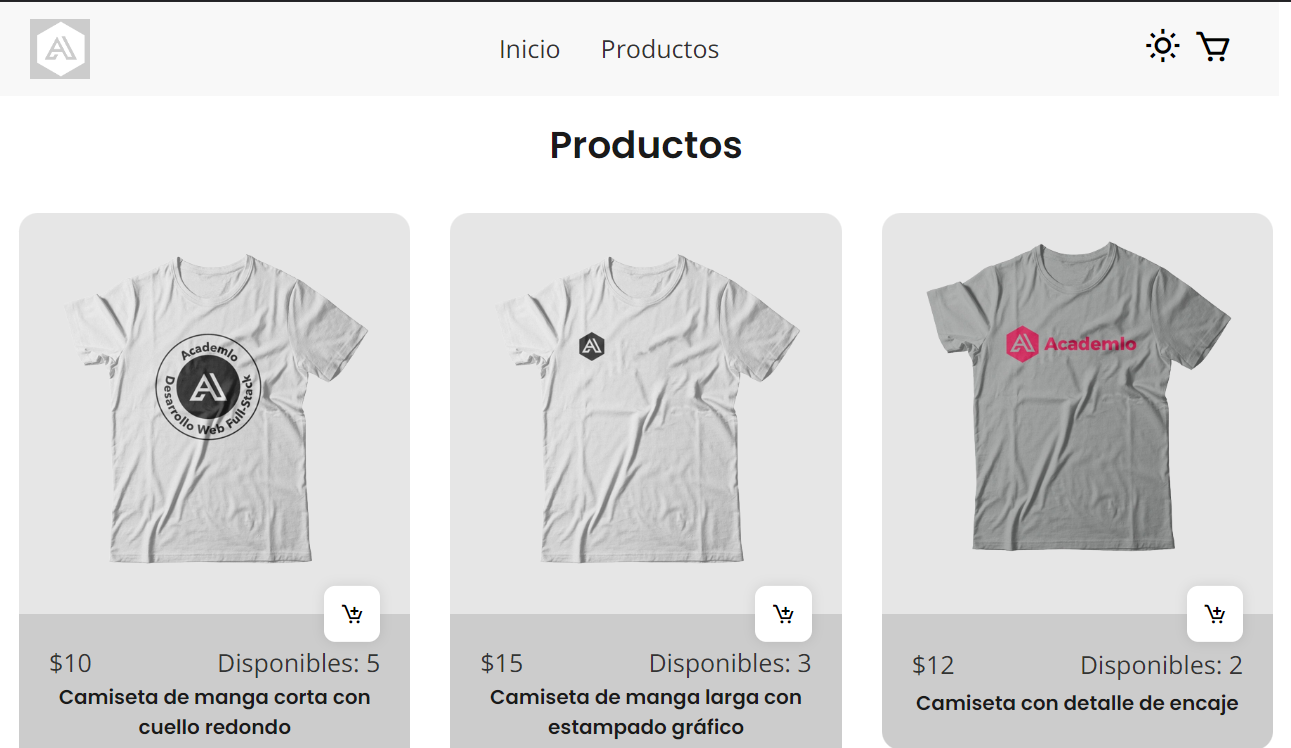 Inicio Productos
Productos
Academlo
Desarrollo Web Full-Stack
Academlo
$10 Disponibles: 5
Camiseta de manga corta con
cuello redondo
$15 Disponibles: 3
Camiseta de manga larga con
estampado gráfico
$12 Disponibles: 2
Camiseta con detalle de encaje